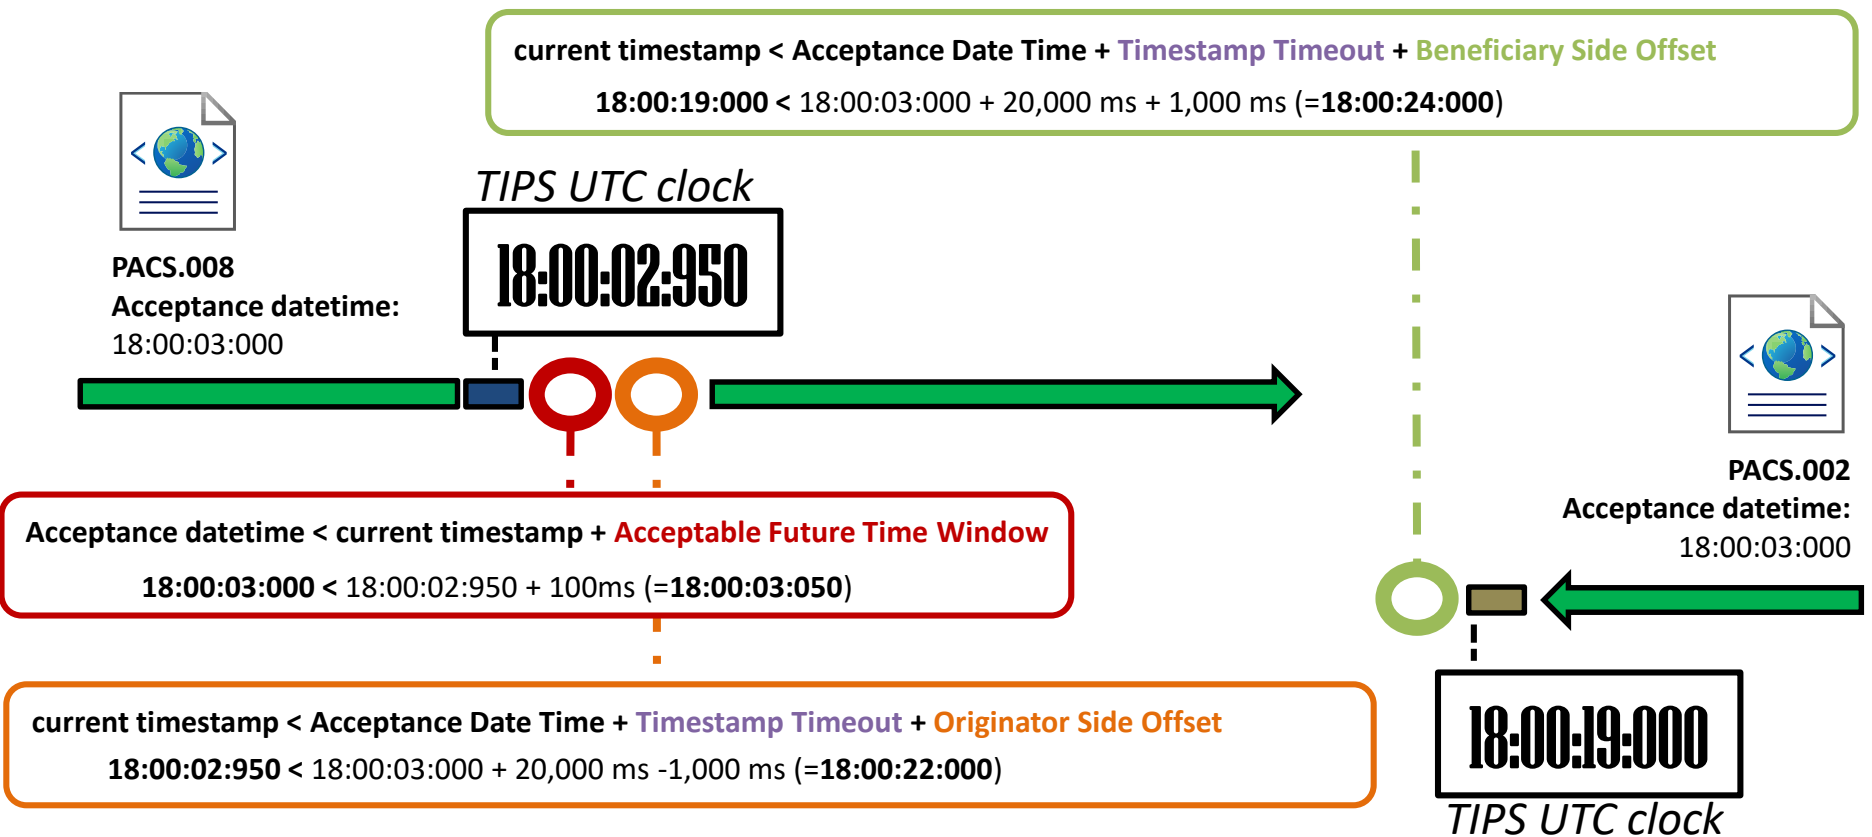 current timestamp < Acceptance Date Time + Timestamp Timeout + Beneficiary Side Offset
18:00:19:000 < 18:00:03:000 + 20,000 ms + 1,000 ms (=18:00:24:000)
TIPS UTC clock
18:00:02:950
PACS.008
Acceptance datetime:
18:00:03:000
PACS.002
Acceptance datetime:
18:00:03:000
Acceptance datetime < current timestamp + Acceptable Future Time Window
18:00:03:000 < 18:00:02:950 + 100ms (=18:00:03:050)
current timestamp < Acceptance Date Time + Timestamp Timeout + Originator Side Offset
18:00:02:950 < 18:00:03:000 + 20,000 ms -1,000 ms (=18:00:22:000)
18:00:19:000
TIPS UTC clock